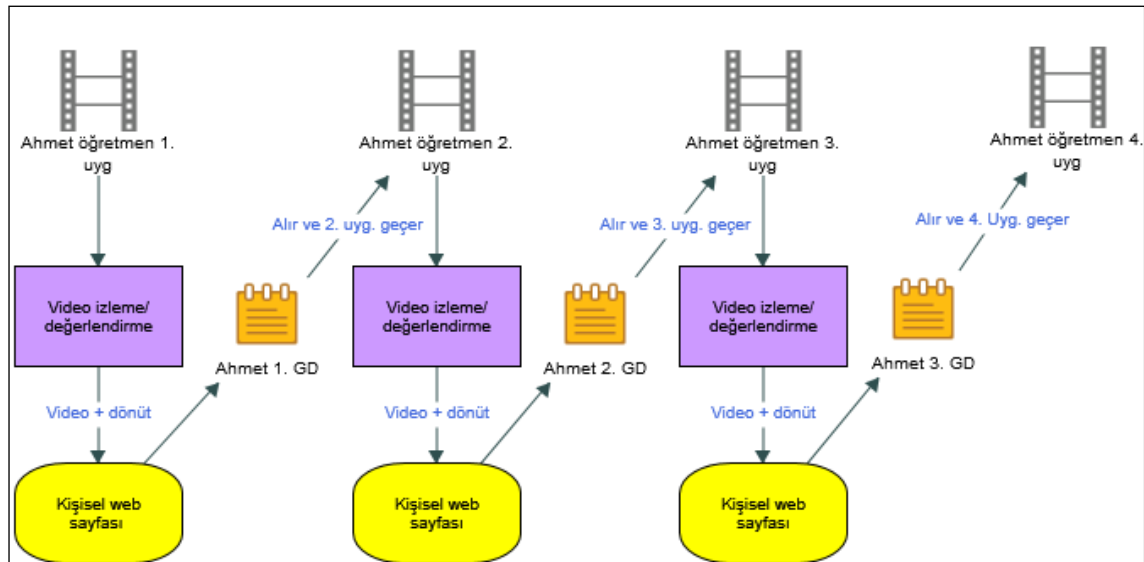 Ahmet öğretmen 1.
uyg
Ahmet öğretmen 2.
uyg
Ahmet öğretmen 3.
uyg
Ahmet öğretmen 4.
uyg
Alır ve 2. uyg. geçer
Alır ve 3. uyg. geçer
Alır ve 4. Uyg. geçer
Video izleme/
değerlendirme
Ahmet 1. GD
Video izleme/
değerlendirme
Ahmet 2. GD
Video izleme/
değerlendirme
Ahmet 3. GD
Video + dönüt
Video + dönüt
Video + dönüt
Kişisel web
sayfası
Kişisel web
sayfası
Kişisel web
sayfası